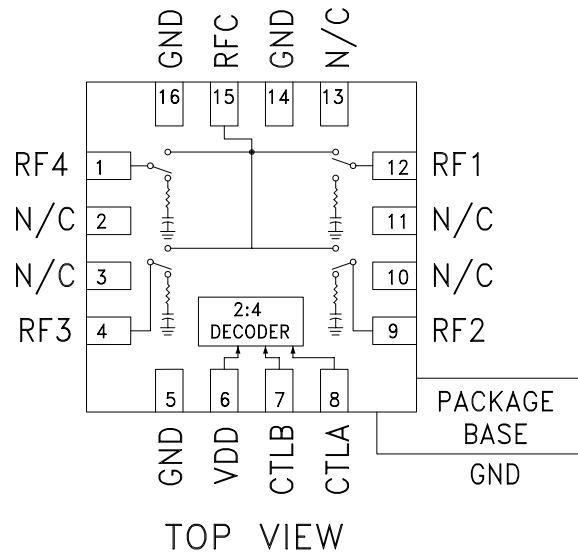 GND
RFC
GND
N/C
16
15
14
13
RF4
1
12
RF1
N/C
2
11
N/C
N/C
3
10
N/C
RF3
4
9
RF2
2:4
DECODER
5
6
7
8
GND
VDD
CTLB
CTLA
PACKAGE
BASE
GND
TOP VIEW